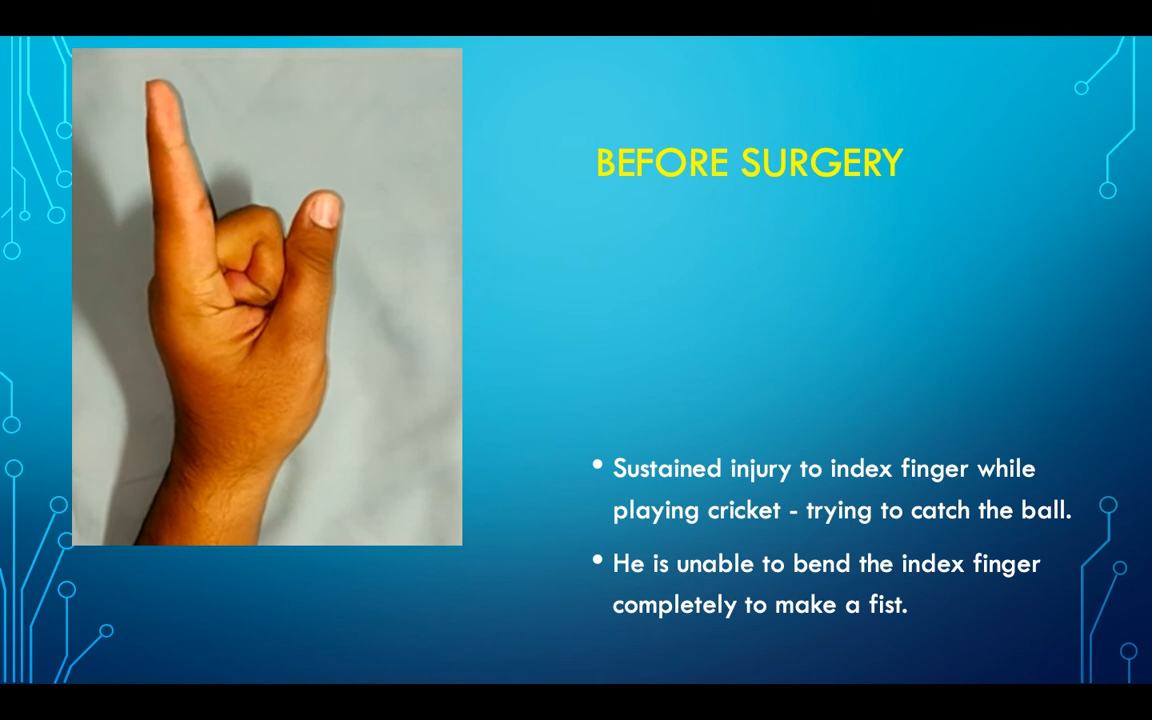 BEFORE SURGERY
• Sustained injury to index finger while
playing cricket - trying to catch the ball.
• He is unable to bend the index finger
completely to make a fist.